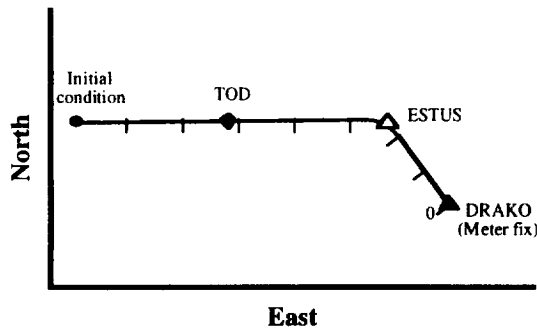 Initial
condition
TOD
ESTUS
North
0
DRAKO
(Meter fix)
East